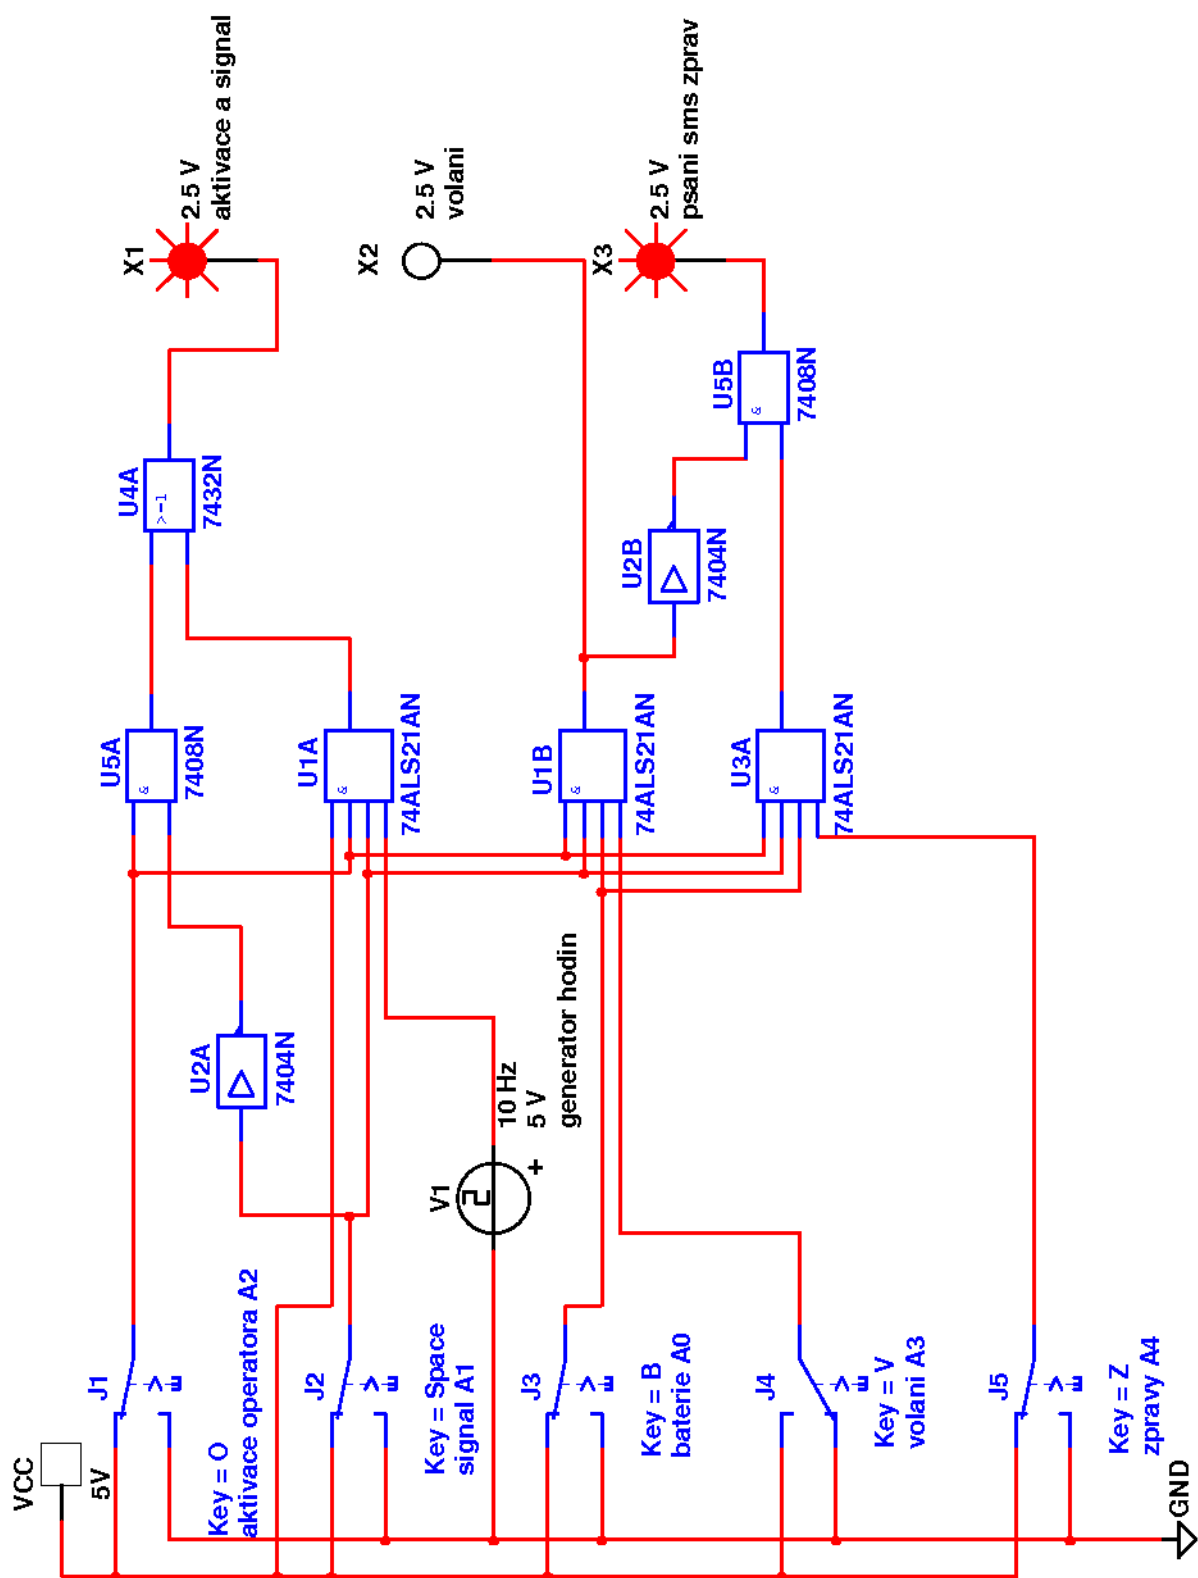 VCC
5V
J1
Key = O
aktivace operatora A2
J2
Key = Space
signal A1
J3
Key = B
baterie A0
J4
Key = V
volani A3
J5
Key = Z
zpravy A4
GND
V1
10 Hz
5 V
generator hodin
U2A
7404N
U5A
&
7408N
U1A
&
74ALS21AN
U1B
&
74ALS21AN
U3A
&
74ALS21AN
U4A
>-1
7432N
U2B
7404N
U5B
&
7408N
X1
2.5 V
aktivace a signal
X2
2.5 V
volani
X3
2.5 V
psani sms zprav